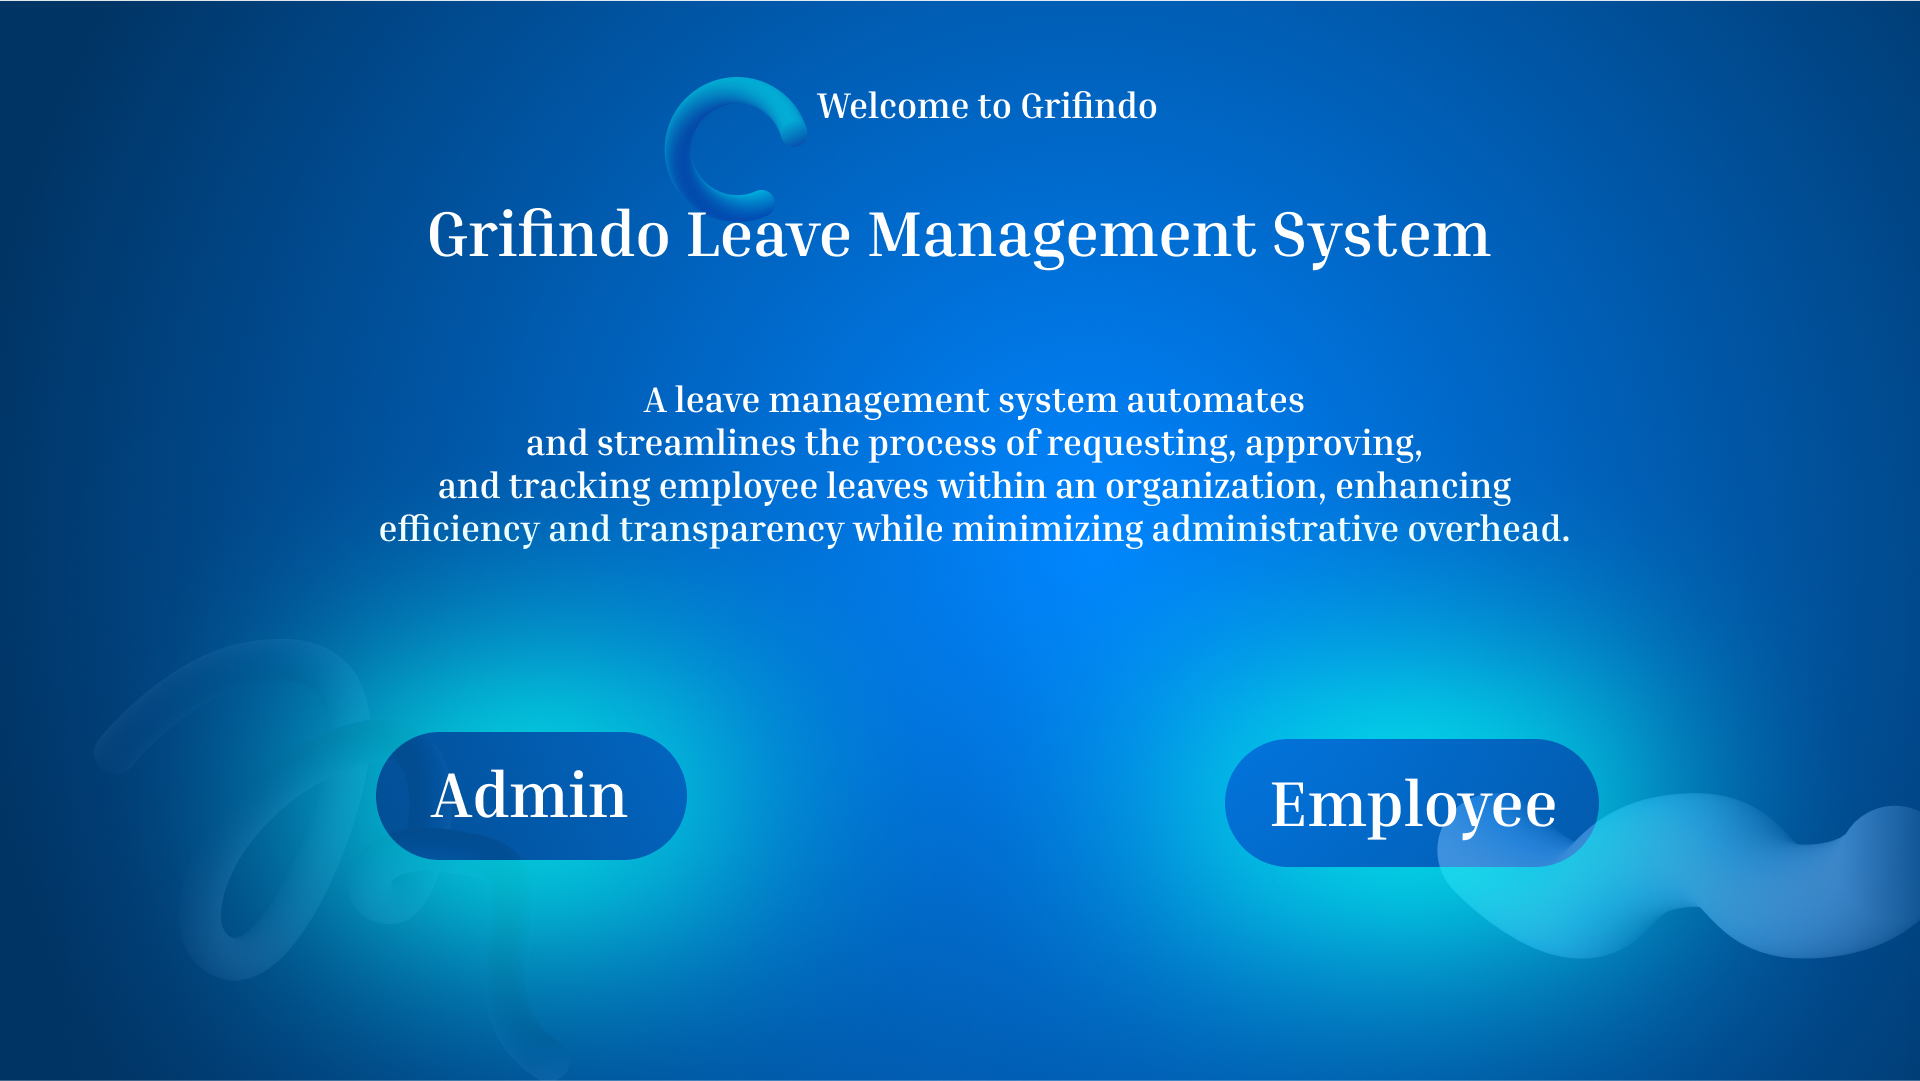 Welcome to Grifindo
Grifindo Leave Management System
A leave management system automates
and streamlines the process of requesting, approving,
and tracking employee leaves within an organization, enhancing
efficiency and transparency while minimizing administrative overhead.
Admin
Employee